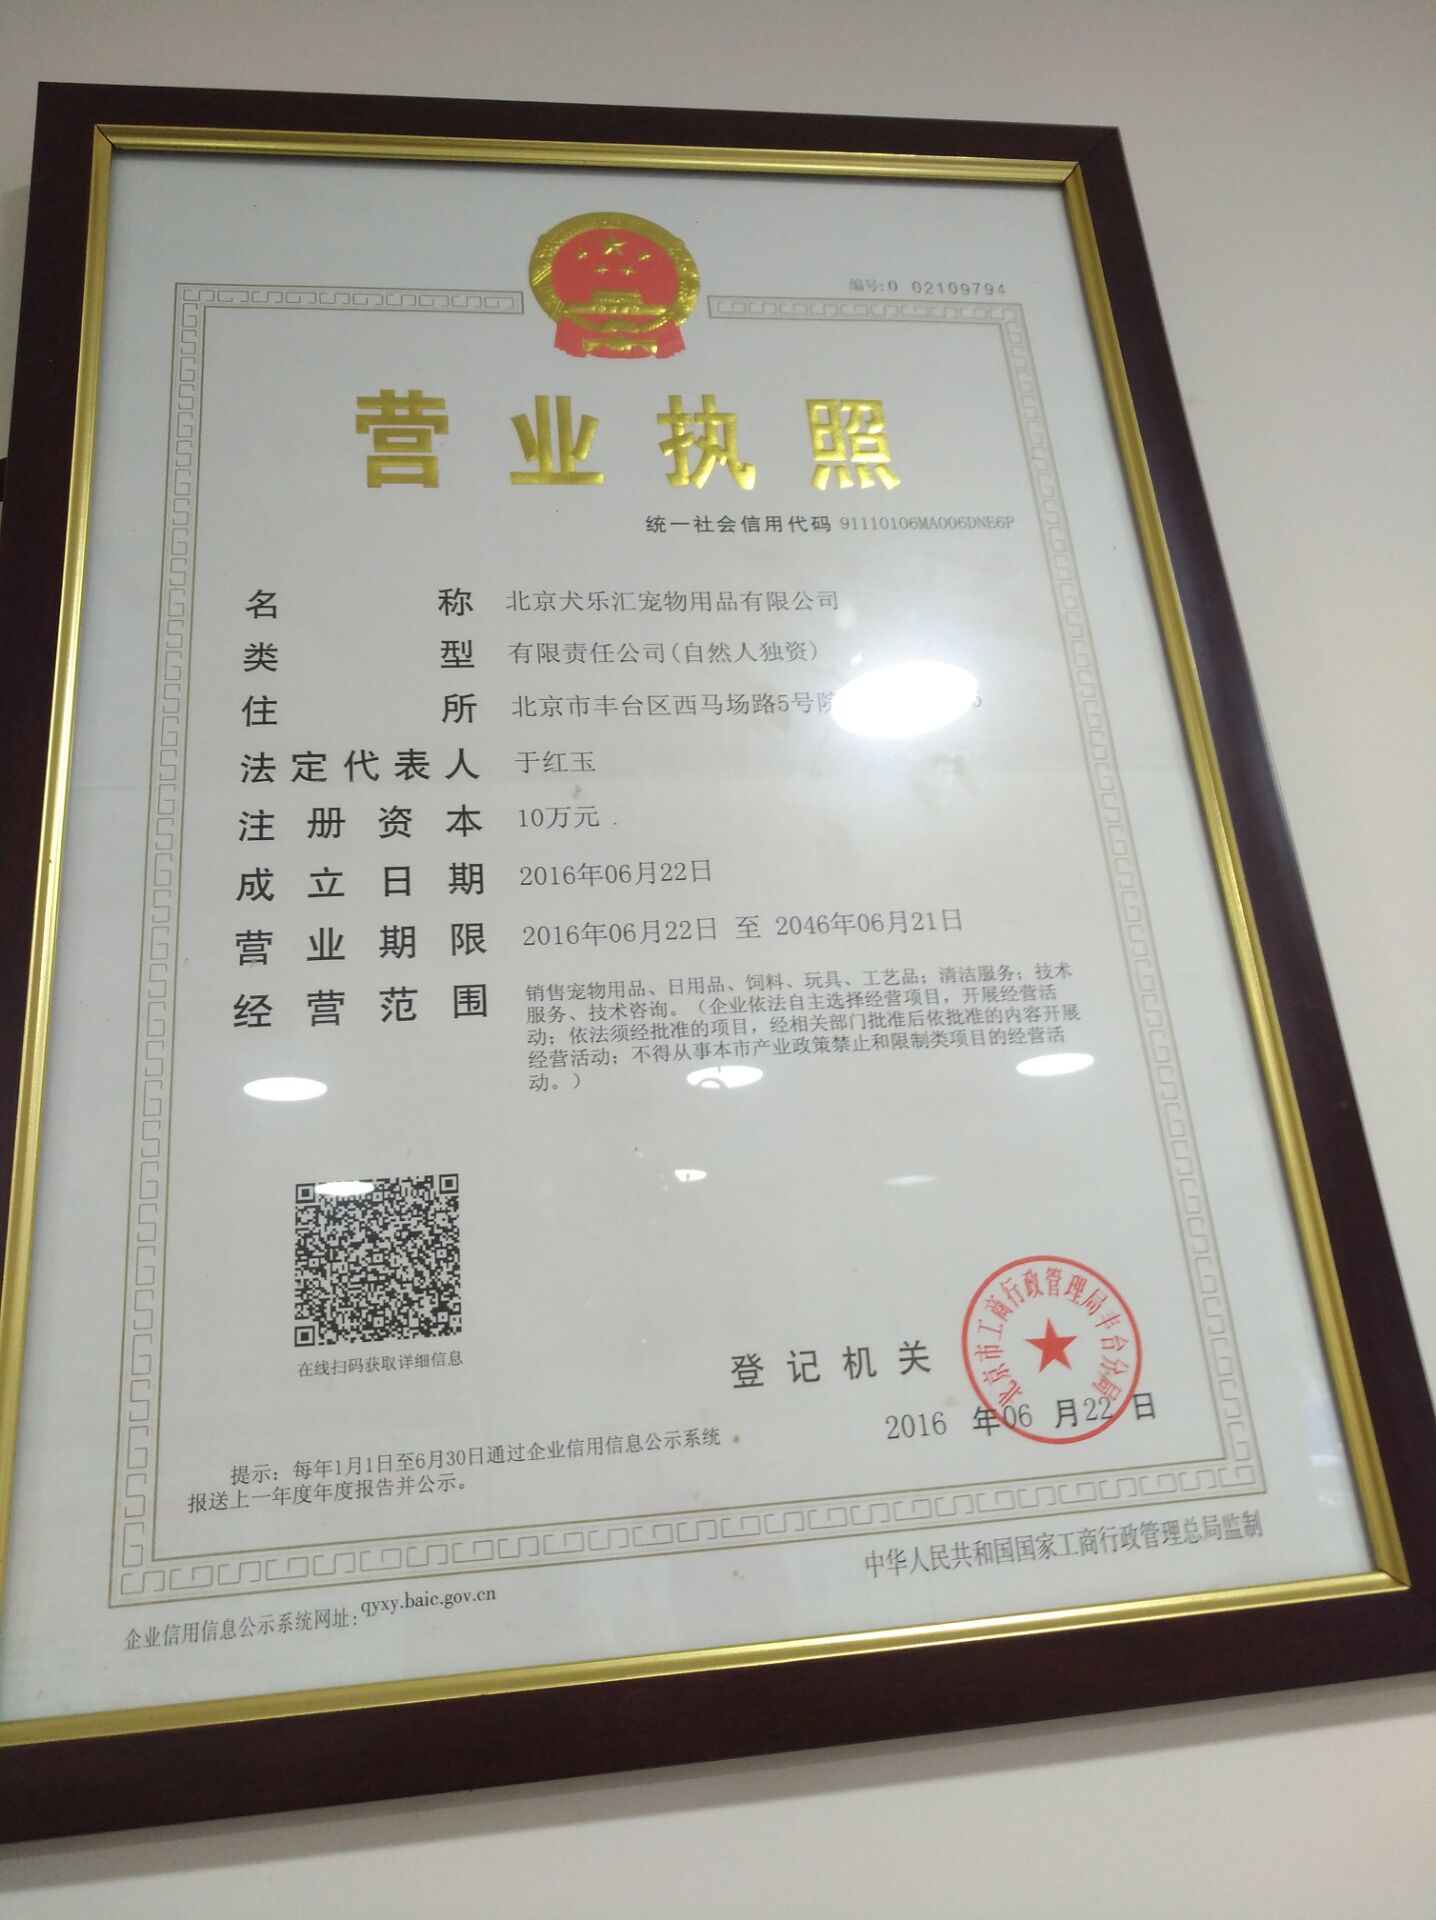 编号:0 02109794
营业执照
统一社会信用代码 91110106MA006DNE6P
名称 北京犬乐汇宠物用品有限公司
类型 有限责任公司(自然人独资)
住所 北京市丰台区西马场路5号院
法定代表人 于红玉
注册资本 10万元
成立日期 2016年06月22日
营业期限 2016年06月22日 至 2046年06月21日
经营范围 销售宠物用品、日用品、饲料、玩具、工艺品；清洁服务；技术
服务、技术咨询。（企业依法自主选择经营项目，开展经营活
动；依法须经批准的项目，经相关部门批准后依批准的内容开展
经营活动；不得从事本市产业政策禁止和限制类项目的经营活
动。）
在线扫码获取详细信息
登记机关
北京市工商行政管理局丰台分局
2016 年06 月22 日
提示：每年1月1日至6月30日通过企业信用信息公示系统
报送上一年度年度报告并公示。
中华人民共和国国家工商行政管理总局监制
企业信用信息公示系统网址: qyxy.baic.gov.cn